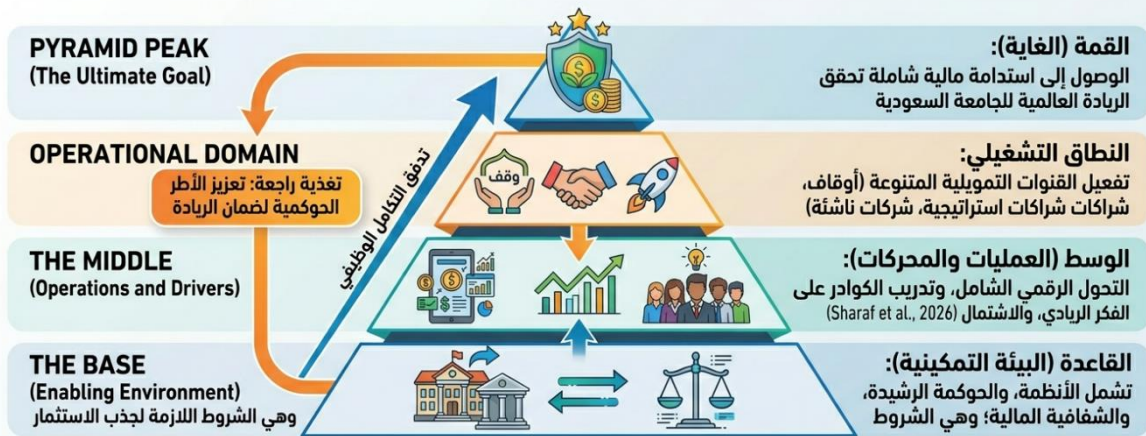 PYRAMID PEAK
(The Ultimate Goal)
القمة (الغاية):
الوصول إلى استدامة مالية شاملة تحقق
الريادة العالمية للجامعة السعودية
OPERATIONAL DOMAIN
تغذية راجعة: تعزيز الأطر
الحوكمية لضمان الريادة
تدفق التكامل الوظيفي
وقف
النطاق التشغيلي:
تفعيل القنوات التمويلية المتنوعة (أوقاف،
شراكات شراكات استراتيجية، شركات ناشئة)
THE MIDDLE
(Operations and Drivers)
الوسط (العمليات والمحركات):
التحول الرقمي الشامل، وتدريب الكوادر على
الفكر الريادي، والاشتمال (Sharaf et al., 2026)
THE BASE
(Enabling Environment)
وهي الشروط اللازمة لجذب الاستثمار
القاعدة (البيئة التمكينية):
تشمل الأنظمة، والحوكمة الرشيدة،
والشفافية المالية؛ وهي الشروط